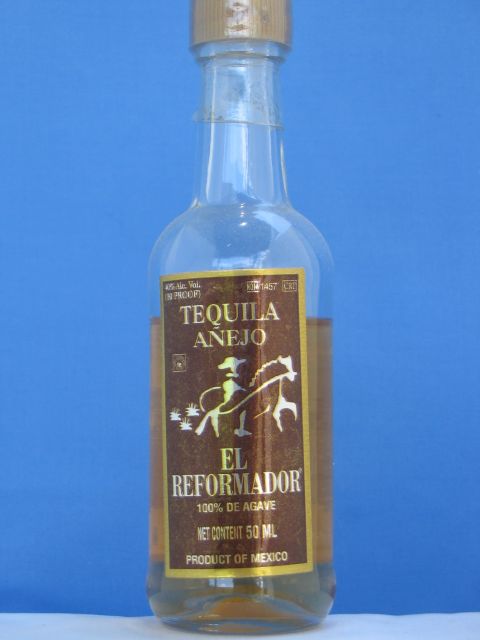 40% Alc. Vol.
(80 PROOF)
1457 CRT
TEQUILA
AÑEJO
EL
REFORMADOR
100% DE AGAVE
NET CONTENT 50 ML
PRODUCT OF MEXICO